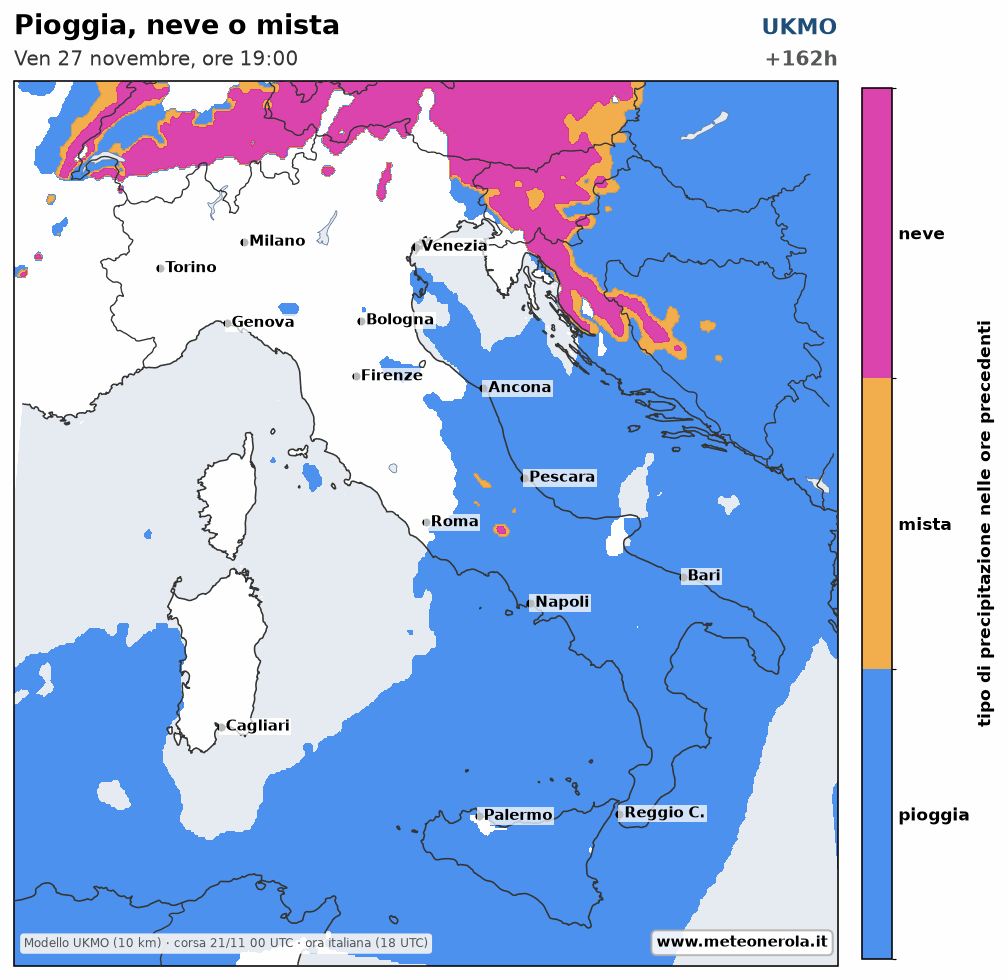 Pioggia, neve o mista
UKMO
Ven 27 novembre, ore 19:00
+162h
Milano
Venezia
Torino
Genova
Bologna
Firenze
Ancona
Pescara
Roma
Bari
Napoli
Cagliari
Palermo
Reggio C.
neve
mista
pioggia
tipo di precipitazione nelle ore precedenti
Modello UKMO (10 km) · corsa 21/11 00 UTC · ora italiana (18 UTC)
www.meteonerola.it